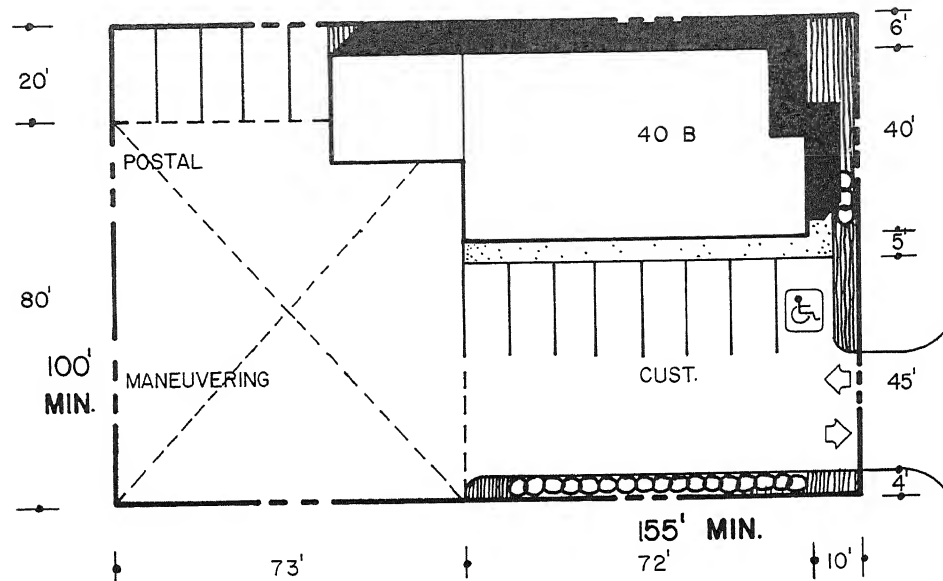 20'
6'
40 B
40'
POSTAL
5'
80'
100'
MIN.
MANEUVERING
CUST.
45'
4'
155' MIN.
73'
72'
10'